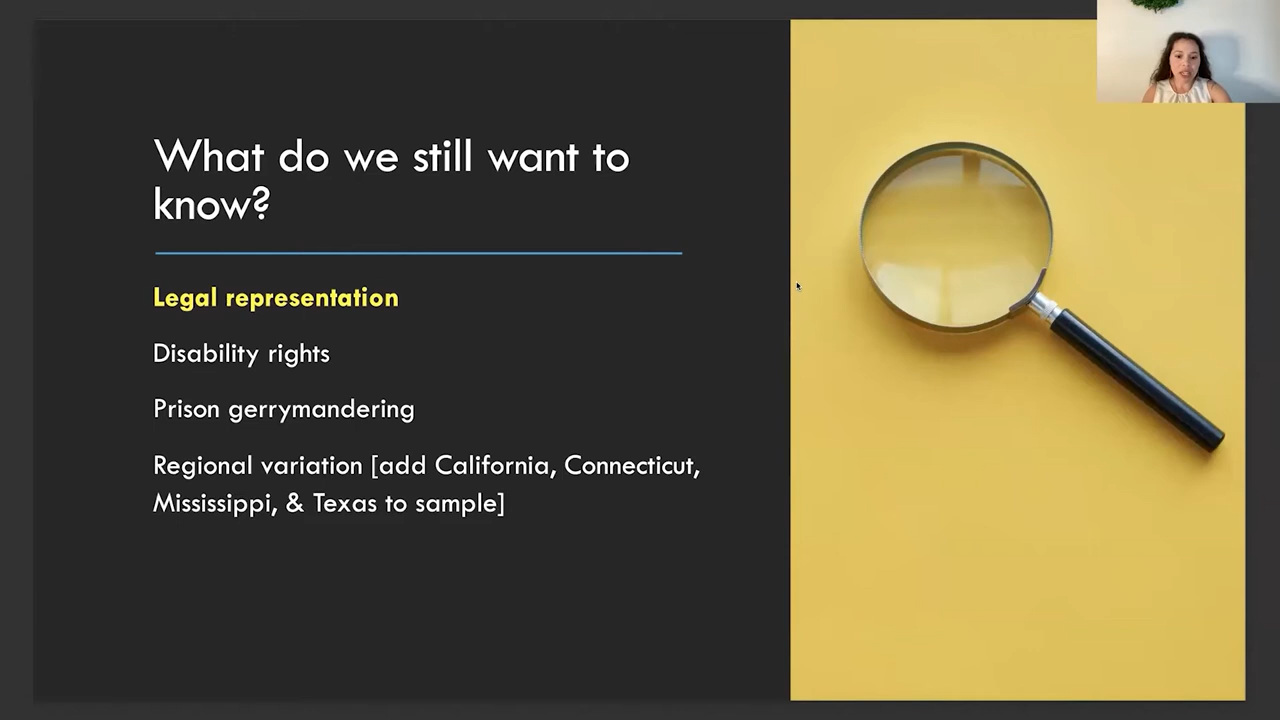 What do we still want to
know?
Legal representation
Disability rights
Prison gerrymandering
Regional variation [add California, Connecticut,
Mississippi, & Texas to sample]